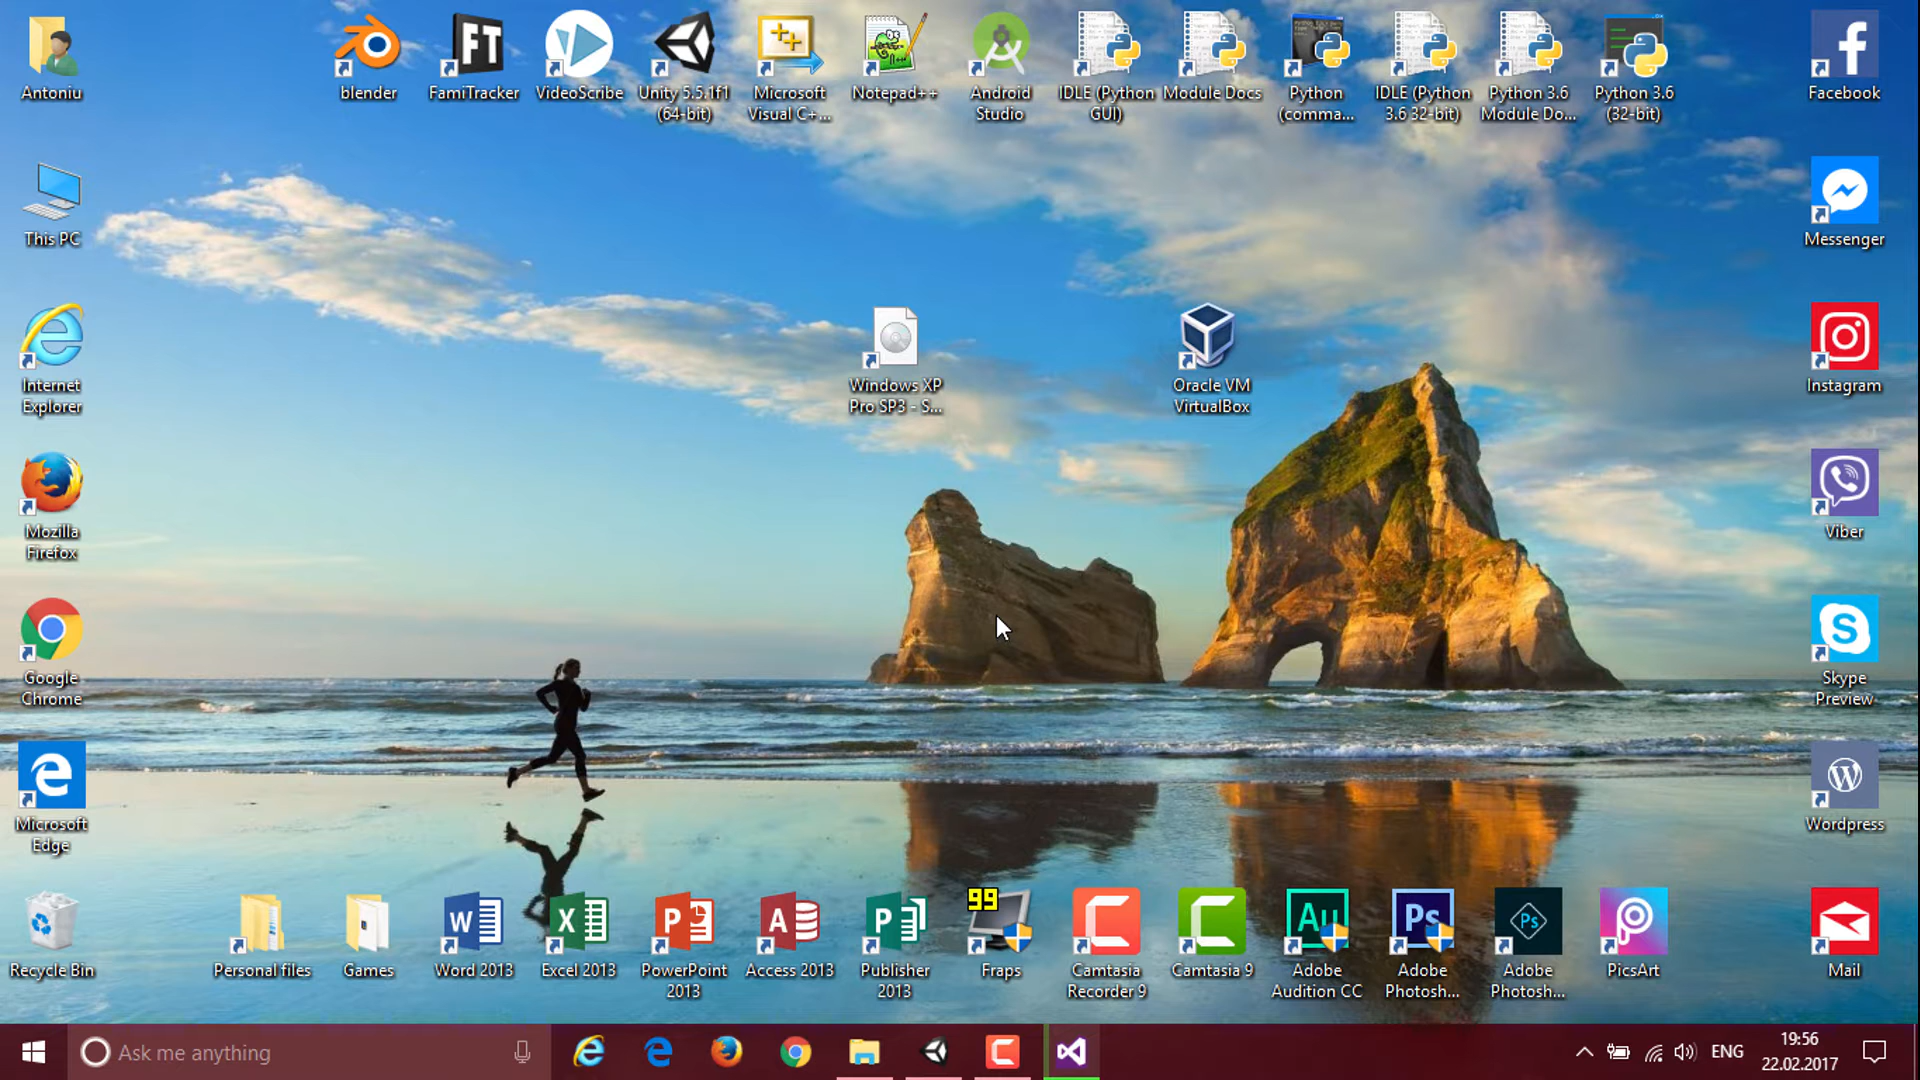 Antoniu
blender
FT
FamiTracker
VideoScribe
Unity 5.5.1f1
(64-bit)
++
Microsoft
Visual C+...
Notepad++
Android
Studio
IDLE (Python
GUI)
Module Docs
Python
(comma...
IDLE (Python
3.6 32-bit)
Python 3.6
Module Do...
Python 3.6
(32-bit)
f
Facebook
This PC
Messenger
Internet
Explorer
Windows XP
Pro SP3 - S...
Oracle VM
VirtualBox
Instagram
Mozilla
Firefox
Viber
Google
Chrome
S
Skype
Preview
Microsoft
Edge
W
Wordpress
Recycle Bin
Personal files
Games
W
Word 2013
X
Excel 2013
P
PowerPoint
2013
A
Access 2013
P
Publisher
2013
99
Fraps
C
Camtasia
Recorder 9
C
Camtasia 9
Au
Adobe
Audition CC
Ps
Adobe
Photosh...
Ps
Adobe
Photosh...
PicsArt
Mail
Ask me anything
ENG
19:56
22.02.2017